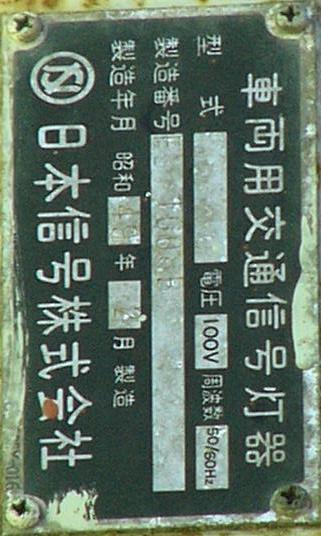 車両用交通信号灯器
型式 電圧 100V 周波数 50/60Hz
製造番号
製造年月 昭和 年 月 製造
日本信号株式会社